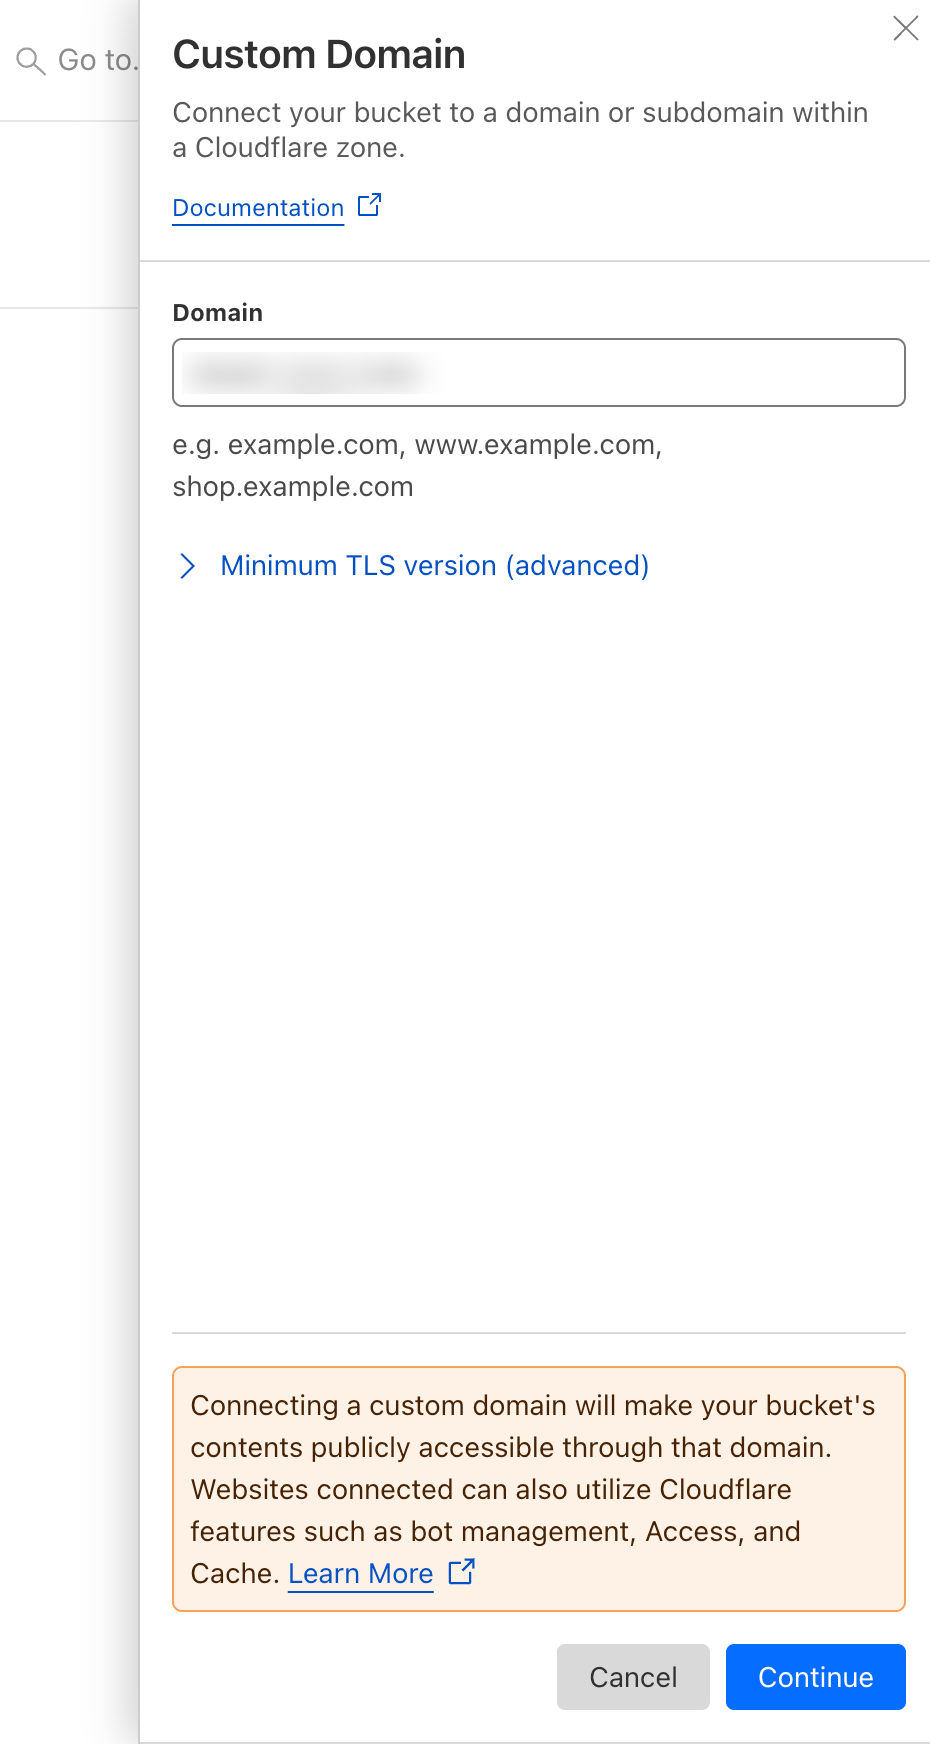 Go to.
Custom Domain
Connect your bucket to a domain or subdomain within
a Cloudflare zone.
Documentation
Domain
e.g. example.com, www.example.com,
shop.example.com
Minimum TLS version (advanced)
Connecting a custom domain will make your bucket's
contents publicly accessible through that domain.
Websites connected can also utilize Cloudflare
features such as bot management, Access, and
Cache. Learn More
Cancel
Continue